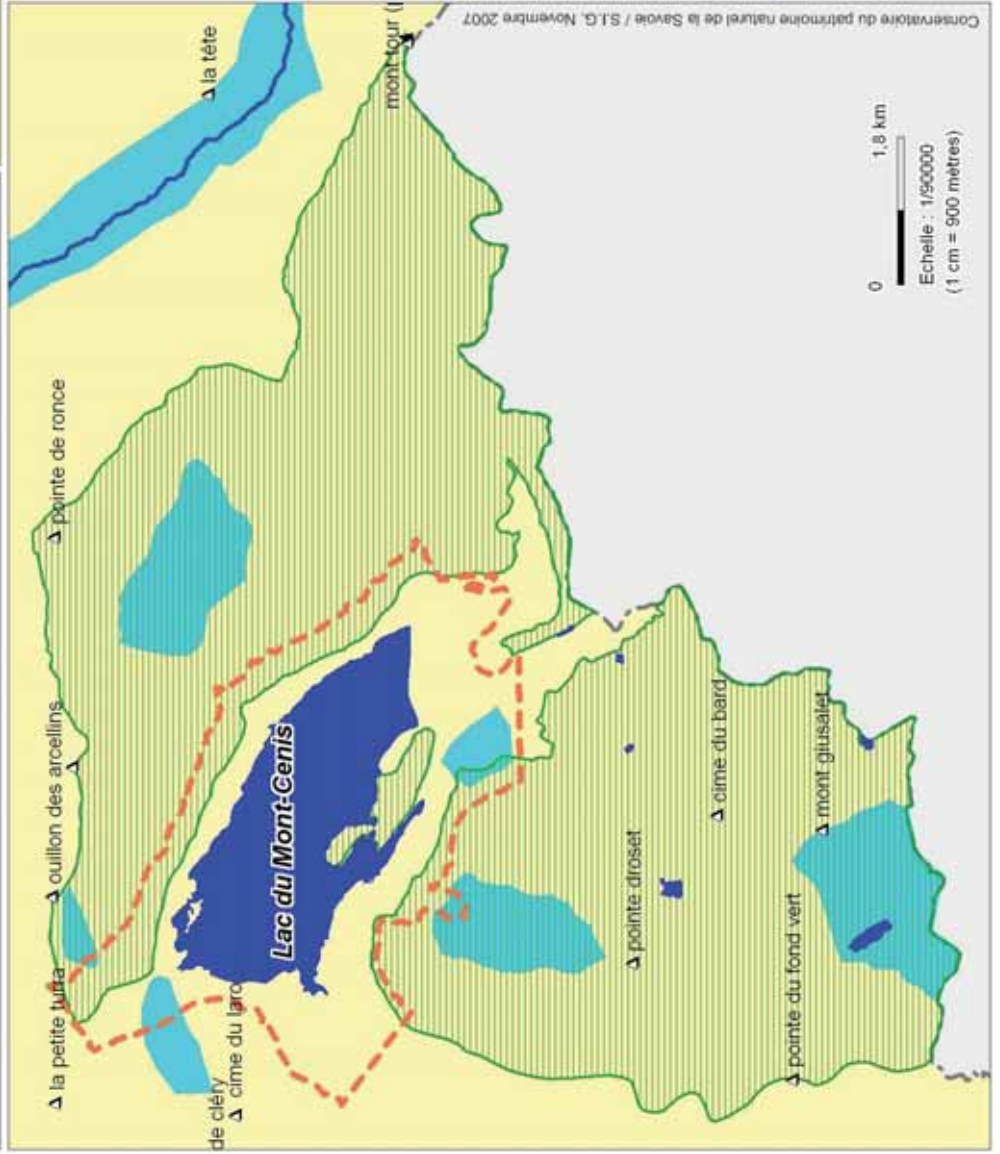 Conservatoire du patrimoine naturel de la Savoie / S.I.G. Novembre 2007
la tête
mont tour (
pointe de ronce
ouillon des arcellins
la petite turra
de cléry
cime du laro
Lac du Mont-Cenis
pointe droset
cime du bard
mont giusalet
pointe du fond vert
0 1,8 km
Echelle : 1/90000
(1 cm = 900 mètres)